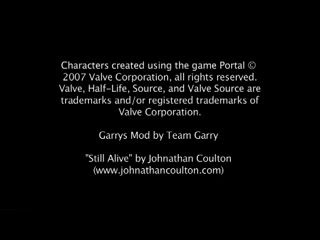 Characters created using the game Portal ©
2007 Valve Corporation, all rights reserved.
Valve, Half-Life, Source, and Valve Source are
trademarks and/or registered trademarks of
Valve Corporation.
Garrys Mod by Team Garry
"Still Alive" by Johnathan Coulton
(www.johnathancoulton.com)